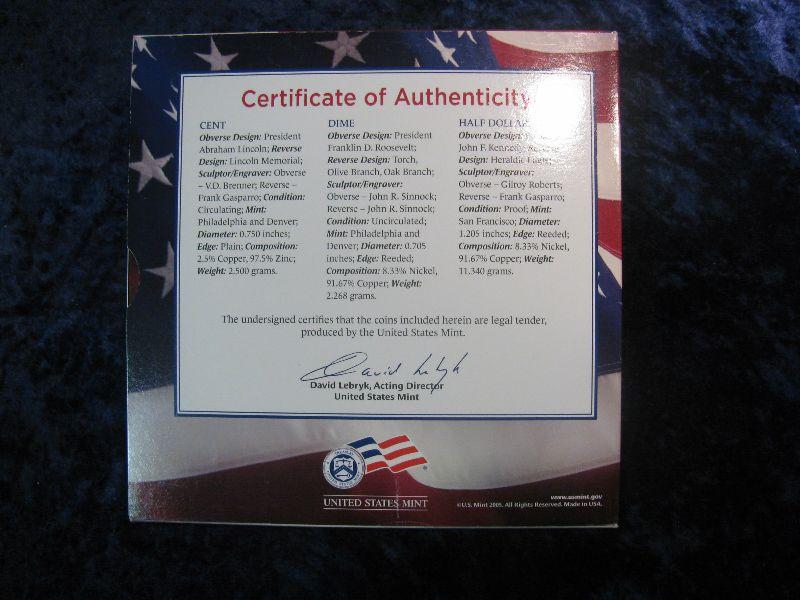 Certificate of Authenticity
CENT
Obverse Design: President
Abraham Lincoln; Reverse
Design: Lincoln Memorial;
Sculptor/Engraver: Obverse
– V.D. Brenner; Reverse –
Frank Gasparro; Condition:
Circulating; Mint:
Philadelphia and Denver;
Diameter: 0.750 inches;
Edge: Plain; Composition:
2.5% Copper, 97.5% Zinc;
Weight: 2.500 grams.
DIME
Obverse Design: President
Franklin D. Roosevelt;
Reverse Design: Torch,
Olive Branch, Oak Branch;
Sculptor/Engraver:
Obverse – John R. Sinnock;
Reverse – John R. Sinnock;
Condition: Uncirculated;
Mint: Philadelphia and
Denver; Diameter: 0.705
inches; Edge: Reeded;
Composition: 8.33% Nickel,
91.67% Copper; Weight:
2.268 grams.
HALF DOLLAR
Obverse Design:
John F. Kennedy; Reverse
Design: Heraldic Eagle;
Sculptor/Engraver:
Obverse – Gilroy Roberts;
Reverse – Frank Gasparro;
Condition: Proof; Mint:
San Francisco; Diameter:
1.205 inches; Edge: Reeded;
Composition: 8.33% Nickel,
91.67% Copper; Weight:
11.340 grams.
The undersigned certifies that the coins included herein are legal tender,
produced by the United States Mint.
David Lebryk
David Lebryk, Acting Director
United States Mint
UNITED STATES MINT
www.usmint.gov
©U.S. Mint 2005. All Rights Reserved. Made in USA.